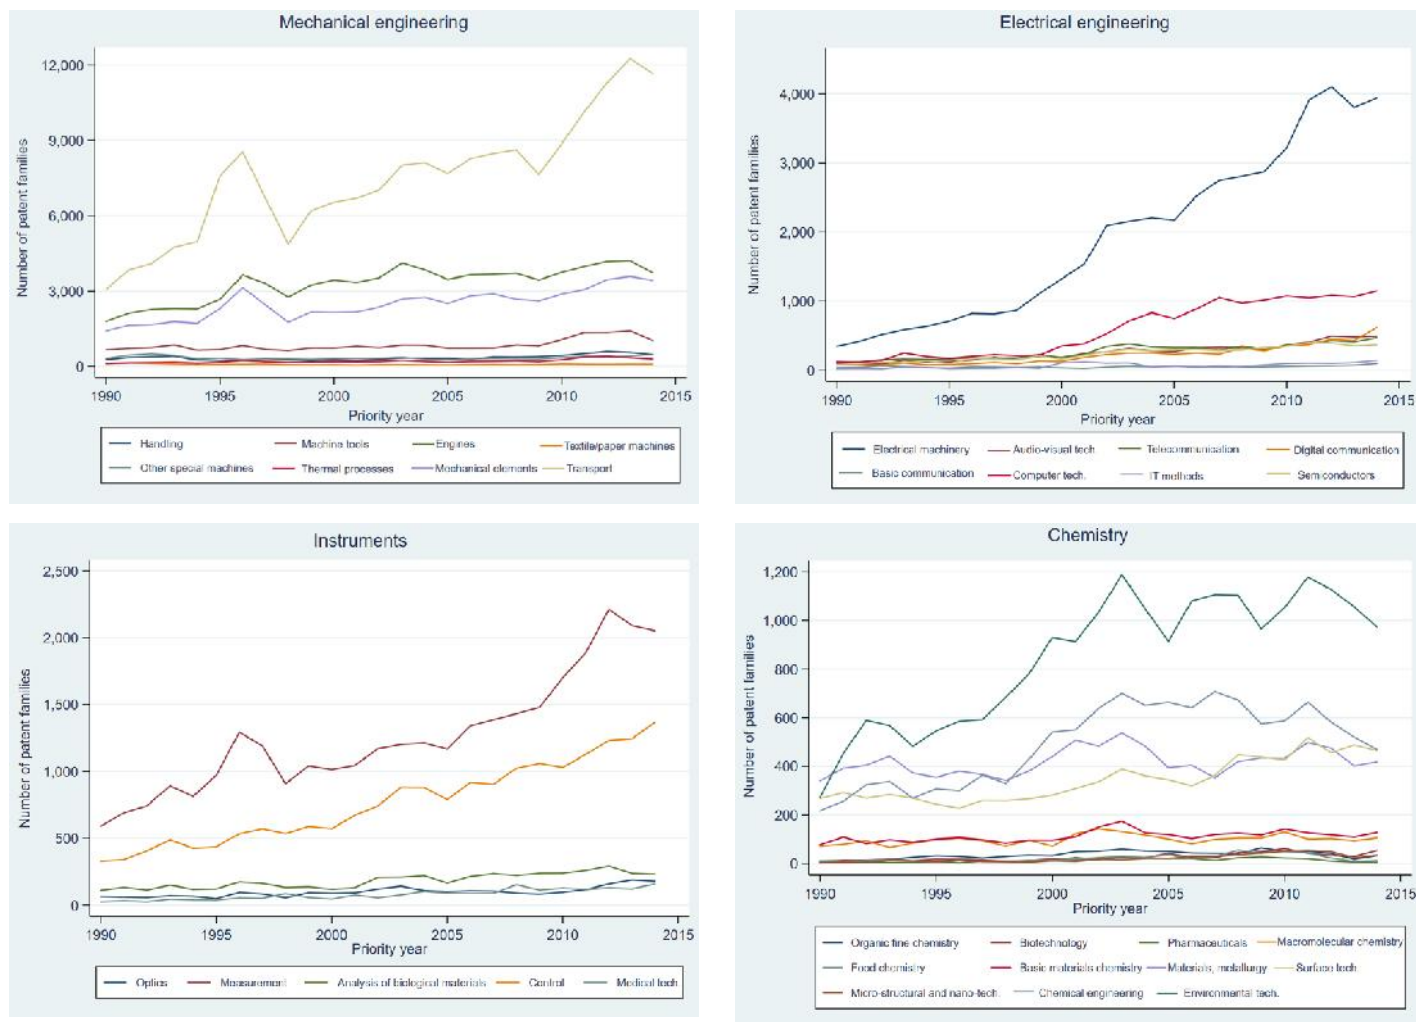 Mechanical engineering
Number of patent families
12,000
9,000
6,000
3,000
0
1990 1995 2000 2005 2010 2015
Priority year
Handling Machine tools Engines Textile/paper machines
Other special machines Thermal processes Mechanical elements Transport
Electrical engineering
Number of patent families
4,000
3,000
2,000
1,000
0
1990 1995 2000 2005 2010 2015
Priority year
Electrical machinery Audio-visual tech Telecommunication Digital communication
Basic communication Computer tech. IT methods Semiconductors
Instruments
Number of patent families
2,500
2,000
1,500
1,000
500
0
1990 1995 2000 2005 2010 2015
Priority year
Optics Measurement Analysis of biological materials Control Medical tech
Chemistry
Number of patent families
1,200
1,000
800
600
400
200
0
1990 1995 2000 2005 2010 2015
Priority year
Organic fine chemistry Biotechnology Pharmaceuticals Macromolecular chemistry
Food chemistry Basic materials chemistry Materials, metallurgy Surface tech
Micro-structural and nano-tech. Chemical engineering Environmental tech.